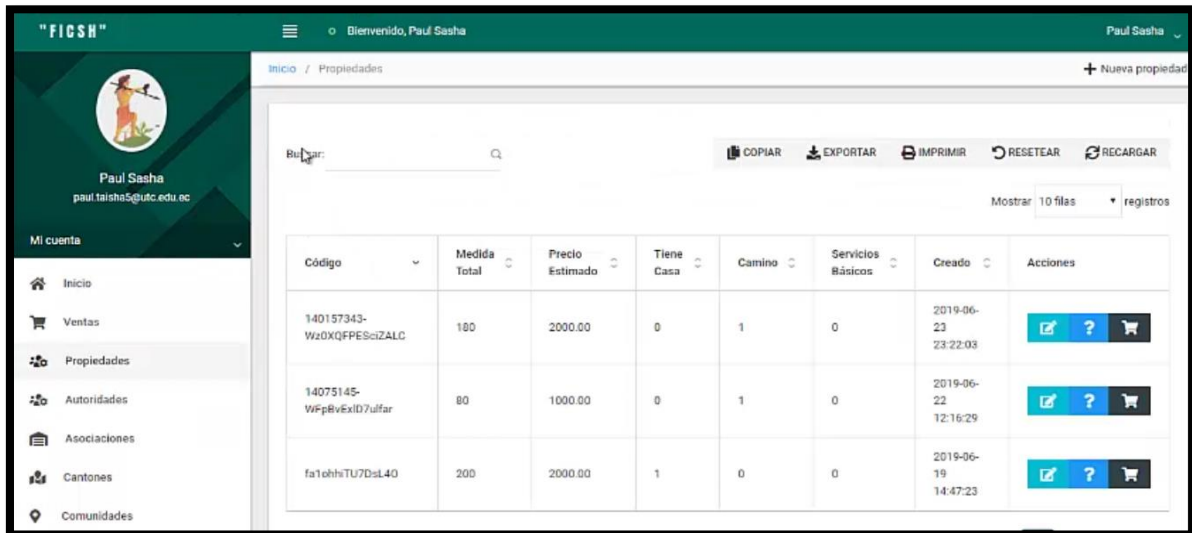 "FICSH"
Bienvenido, Paul Sasha
Paul Sasha
Inicio / Propiedades
Nueva propiedad
Paul Sasha
paul.taisha5@utc.edu.ec
Mi cuenta
Inicio
Ventas
Propiedades
Autoridades
Asociaciones
Cantones
Comunidades
Buscar:
COPIAR EXPORTAR IMPRIMIR RESETEAR RECARGAR
Mostrar 10 filas registros
Código Medida Total Precio Estimado Tiene Casa Camino Servicios Básicos Creado Acciones
140157343-
180 2000.00 0 1 0
2019-06-
23
23:22:03
14075145-
80 1000.00 0 1 0
2019-06-
22
12:16:29
200 2000.00 1 0 0
2019-06-
19
14:47:23